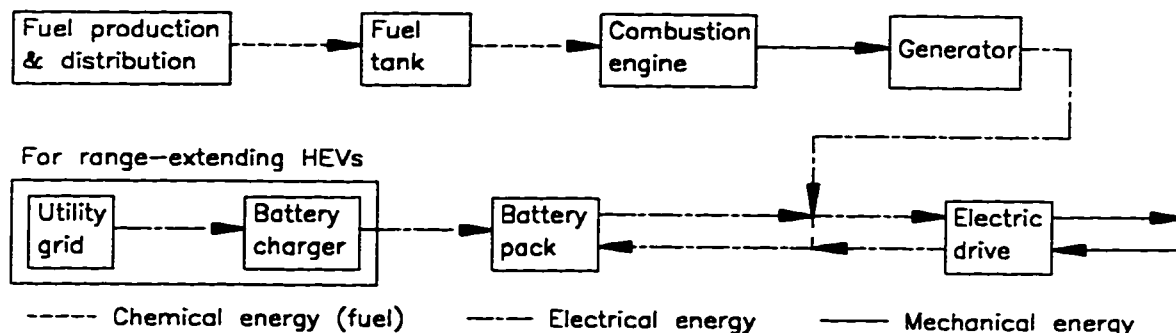 Fuel production
& distribution
Fuel
tank
Combustion
engine
Generator
For range-extending HEVs
Utility
grid
Battery
charger
Battery
pack
Electric
drive
Chemical energy (fuel)
Electrical energy
Mechanical energy